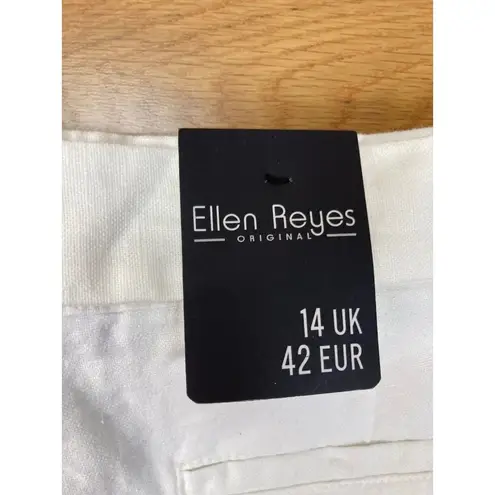 Ellen Reyes
ORIGINAL
14 UK
42 EUR